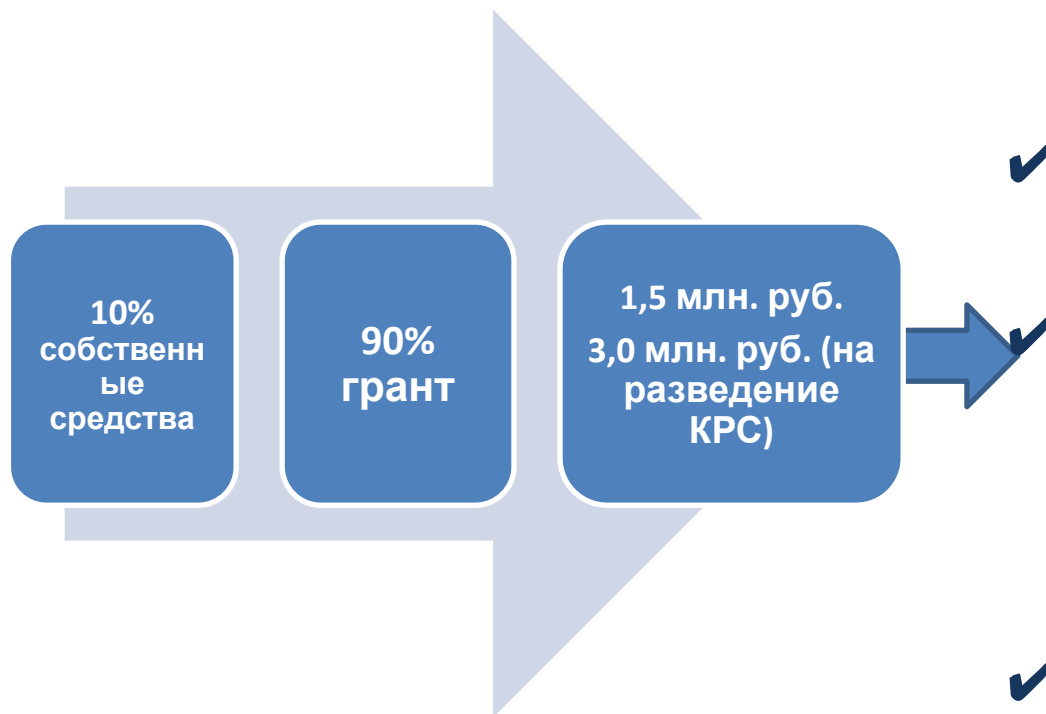 10%
собственн
ые
средства
90%
грант
1,5 млн. руб.
3,0 млн. руб. (на
разведение
КРС)